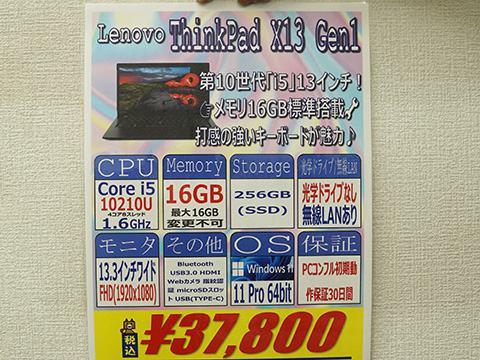 Lenovo ThinkPad X13 Gen1
第10世代「i5」13インチ！
👉メモリ16GB標準搭載
打感の強いキーボードが魅力♪
CPU
Core i5
10210U
4コア8スレッド
1.6GHz
Memory
16GB
最大16GB
変更不可
Storage
256GB
(SSD)
光学ドライブ/無線LAN
光学ドライブなし
無線LANあり
モニタ
13.3インチワイド
FHD(1920x1080)
その他
Bluetooth
USB3.0 HDMI
Webカメラ 指紋認
証 microSDスロッ
ト USB(TYPE-C)
OS
Windows 11
11 Pro 64bit
保証
PCコンフル初期動
作保証30日間
税込
¥37,800